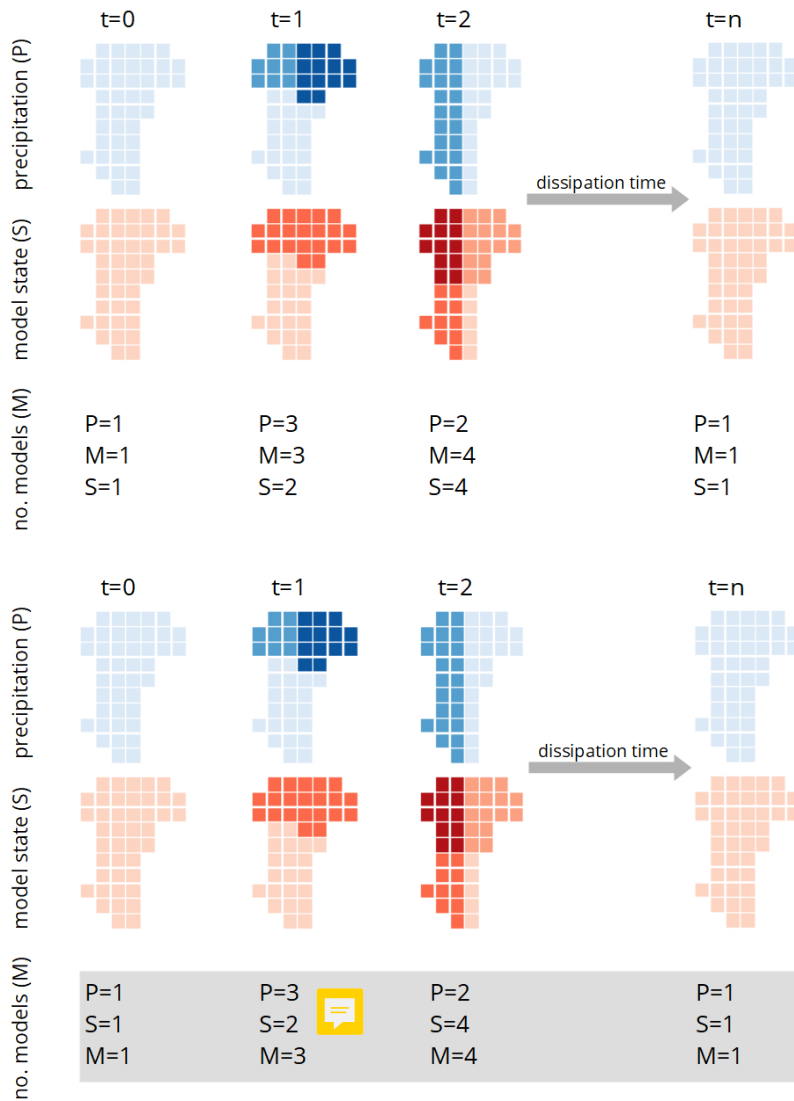 t=0 t=1 t=2 t=n
precipitation (P)
dissipation time
model state (S)
no. models (M)
P=1 P=3 P=2 P=1
M=1 M=3 M=4 M=1
S=1 S=2 S=4 S=1
t=0 t=1 t=2 t=n
precipitation (P)
dissipation time
model state (S)
no. models (M)
P=1 P=3 P=2 P=1
S=1 S=2 S=4 S=1
M=1 M=3 M=4 M=1